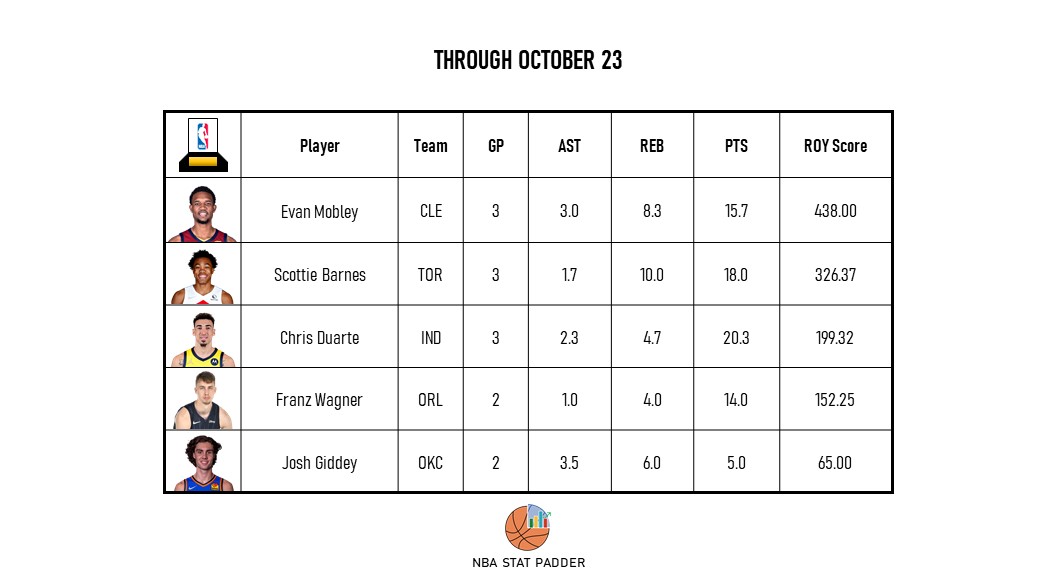 THROUGH OCTOBER 23
Player Team GP AST REB PTS ROY Score
Evan Mobley CLE 3 3.0 8.3 15.7 438.00
Scottie Barnes TOR 3 1.7 10.0 18.0 326.37
Chris Duarte IND 3 2.3 4.7 20.3 199.32
Franz Wagner ORL 2 1.0 4.0 14.0 152.25
Josh Giddey OKC 2 3.5 6.0 5.0 65.00
NBA STAT PADDER